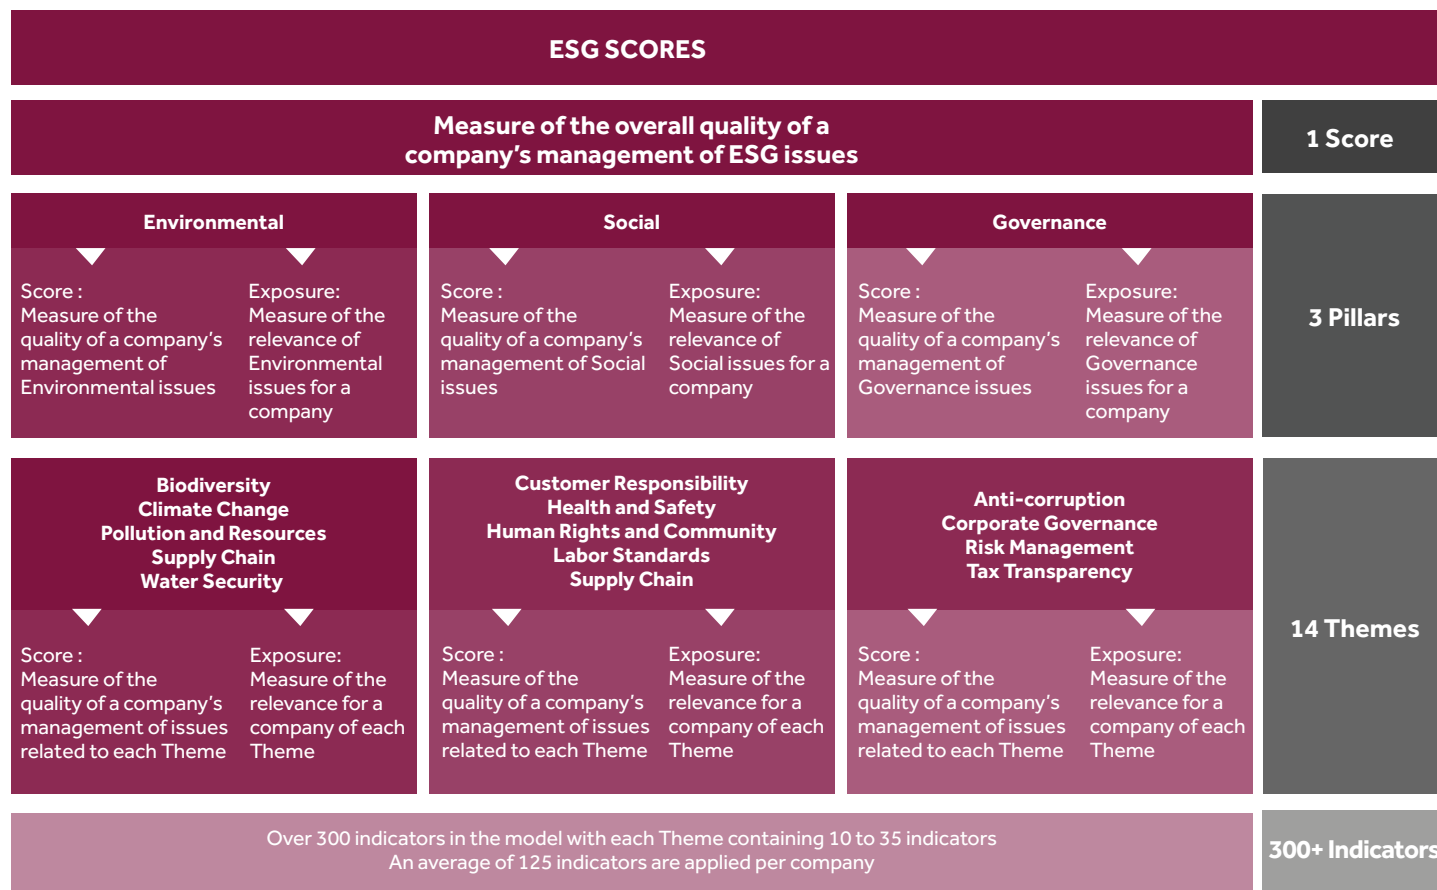 ESG SCORES
Measure of the overall quality of a
company's management of ESG issues
1 Score
Environmental
Score :
Measure of the
quality of a company's
management of
Environmental issues
Exposure:
Measure of the
relevance of
Environmental
issues for a
company
Social
Score :
Measure of the
quality of a company's
management of Social
issues
Exposure:
Measure of the
relevance of
Social issues for a
company
Governance
Score :
Measure of the
quality of a company's
management of
Governance issues
Exposure:
Measure of the
relevance of
Governance
issues for a
company
3 Pillars
Biodiversity
Climate Change
Pollution and Resources
Supply Chain
Water Security
Score :
Measure of the
quality of a company's
management of issues
related to each Theme
Exposure:
Measure of the
relevance for a
company of each
Theme
Customer Responsibility
Health and Safety
Human Rights and Community
Labor Standards
Supply Chain
Score :
Measure of the
quality of a company's
management of issues
related to each Theme
Exposure:
Measure of the
relevance for a
company of each
Theme
Anti-corruption
Corporate Governance
Risk Management
Tax Transparency
Score :
Measure of the
quality of a company's
management of issues
related to each Theme
Exposure:
Measure of the
relevance for a
company of each
Theme
14 Themes
Over 300 indicators in the model with each Theme containing 10 to 35 indicators
An average of 125 indicators are applied per company
300+ Indicators